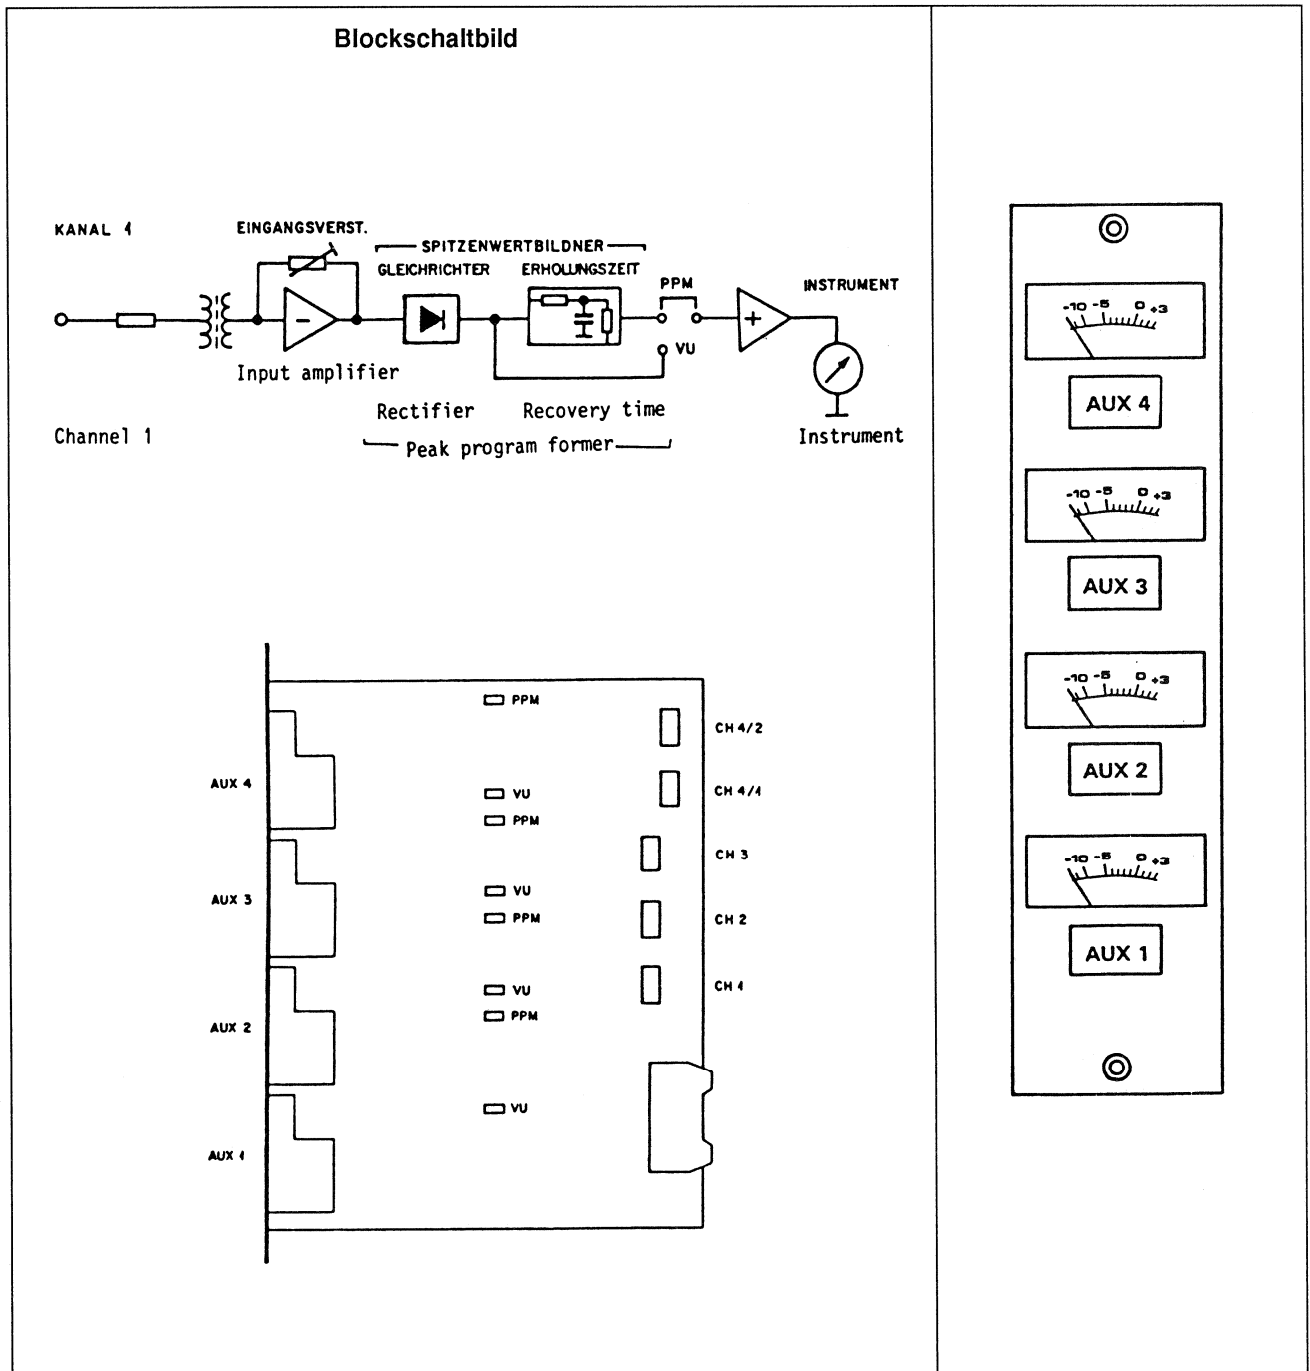 Blockschaltbild
KANAL 1
EINGANGSVERST.
SPITZENWERTBILDNER
GLEICHRICHTER
ERHOLUNGSZEIT
PPM
INSTRUMENT
VU
Input amplifier
Rectifier
Recovery time
Channel 1
Peak program former
Instrument
PPM
CH 4/2
AUX 4
VU
CH 4/1
PPM
CH 3
AUX 3
VU
PPM
CH 2
VU
CH 1
PPM
AUX 2
VU
AUX 1
-10 -5 0 +3
AUX 4
-10 -5 0 +3
AUX 3
-10 -5 0 +3
AUX 2
-10 -5 0 +3
AUX 1